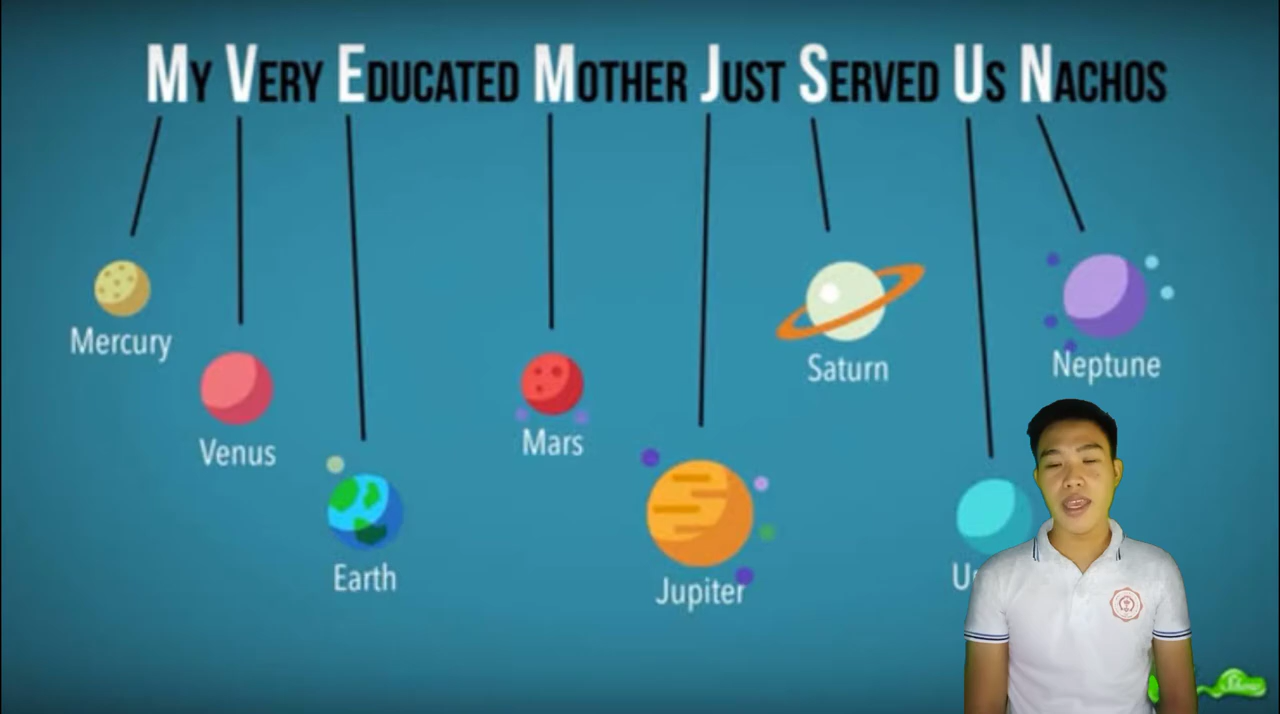 MY VERY EDUCATED MOTHER JUST SERVED US NACHOS
Mercury
Venus
Earth
Mars
Jupiter
Saturn
Neptune